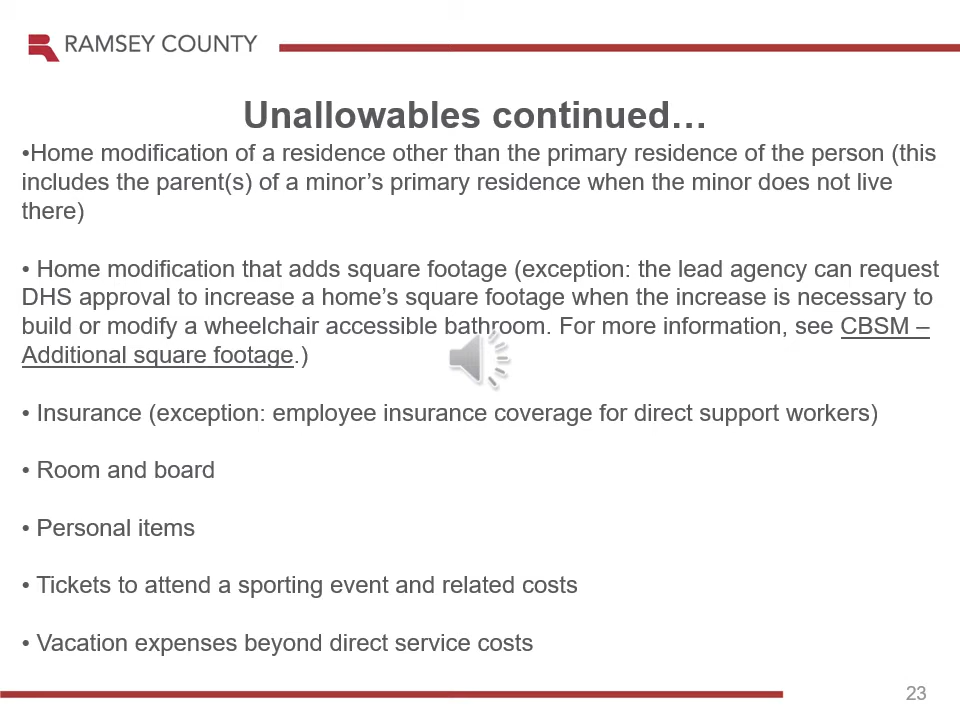 RAMSEY COUNTY
Unallowables continued…
•Home modification of a residence other than the primary residence of the person (this
includes the parent(s) of a minor’s primary residence when the minor does not live
there)
• Home modification that adds square footage (exception: the lead agency can request
DHS approval to increase a home’s square footage when the increase is necessary to
build or modify a wheelchair accessible bathroom. For more information, see CBSM –
Additional square footage.)
• Insurance (exception: employee insurance coverage for direct support workers)
• Room and board
• Personal items
• Tickets to attend a sporting event and related costs
• Vacation expenses beyond direct service costs
23